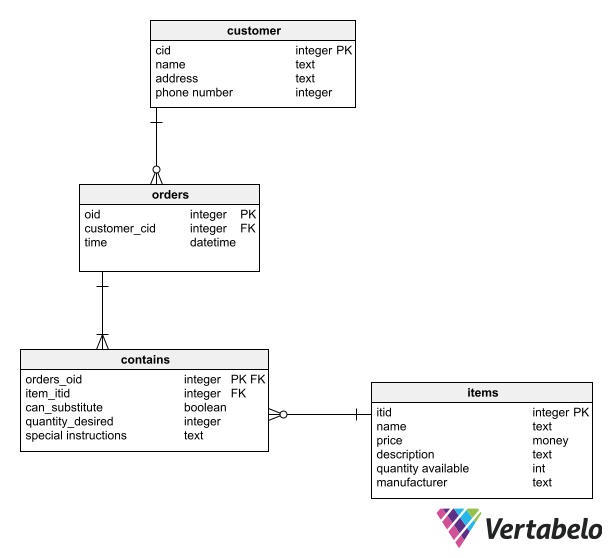 customer
cid integer PK
name text
address text
phone number integer
orders
oid integer PK
customer_cid integer FK
time datetime
contains
orders_oid integer PK FK
item_itid integer FK
can_substitute boolean
quantity_desired integer
special instructions text
items
itid integer PK
name text
price money
description text
quantity available int
manufacturer text
Vertabelo